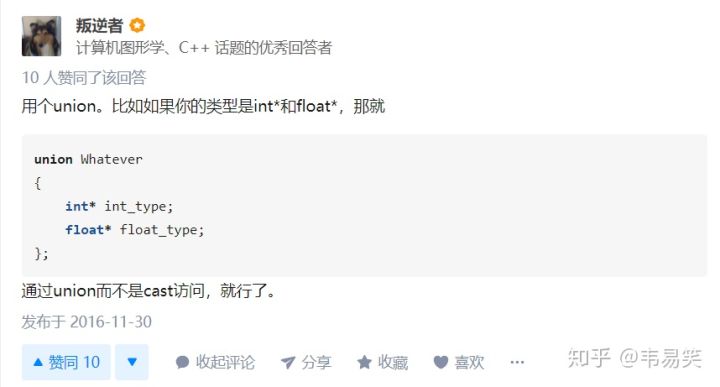 叛逆者
计算机图形学、C++ 话题的优秀回答者
10 人赞同了该回答
用个union。比如如果你的类型是int*和float*，那就
union Whatever
{
    int* int_type;
    float* float_type;
};
通过union而不是cast访问，就行了。
发布于 2016-11-30
赞同 10 收起评论 分享 收藏 喜欢 ···
知乎 @韦易笑